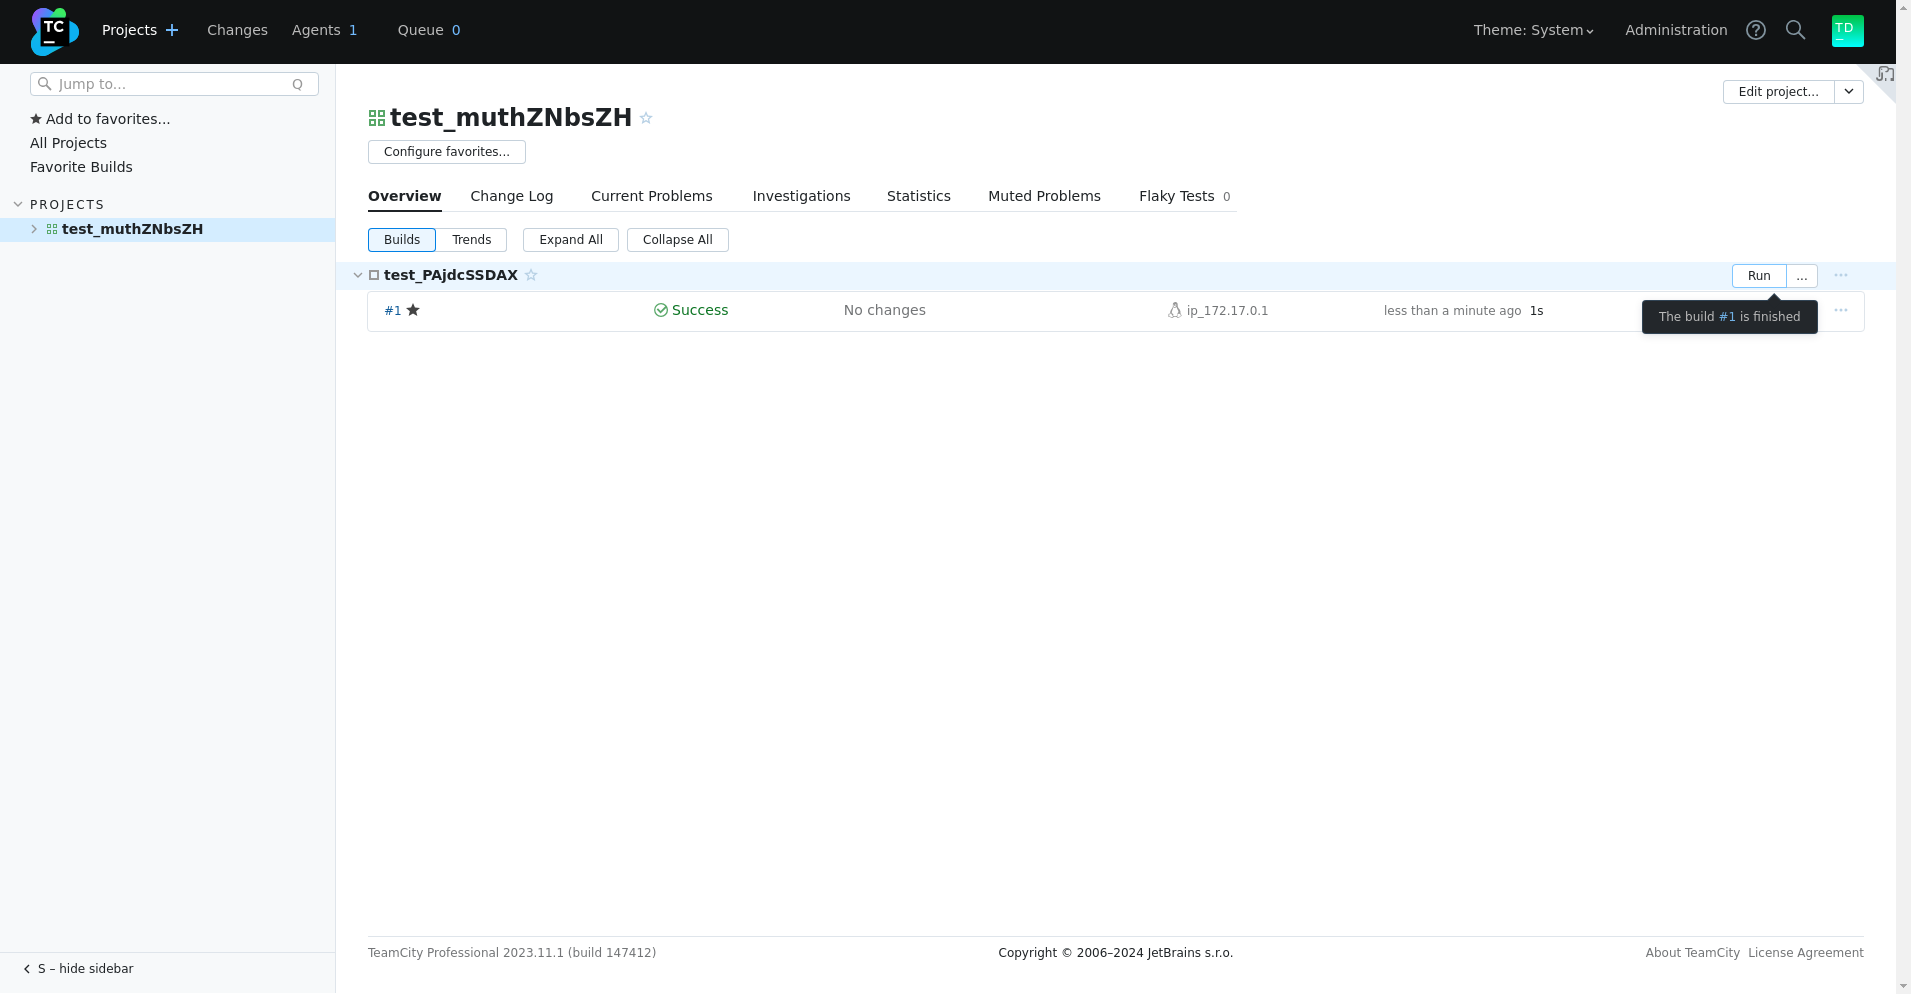 TC
Projects
Changes
Agents 1
Queue 0
Theme: System
Administration
TD
Jump to...
Q
Add to favorites...
All Projects
Favorite Builds
PROJECTS
test_muthZNbsZH
S – hide sidebar
Edit project...
test_muthZNbsZH
Configure favorites...
Overview
Change Log
Current Problems
Investigations
Statistics
Muted Problems
Flaky Tests 0
Builds
Trends
Expand All
Collapse All
test_PAjdcSSDAX
Run
...
#1
Success
No changes
ip_172.17.0.1
less than a minute ago 1s
The build #1 is finished
TeamCity Professional 2023.11.1 (build 147412)
Copyright © 2006–2024 JetBrains s.r.o.
About TeamCity
License Agreement